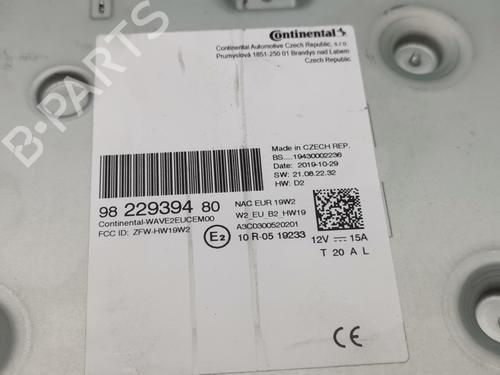 Continental
Continental Automotive Czech Republic, s.r.o.
Prumyslová 1851-250 01 Brandys nad Labem
Czech Republic
Made in CZECH REP.
BS....19430002236
Date: 2019-10-29
SW: 21.08.22.32
HW: D2
98 229394 80
Continental-WAVE2EUCEM00
FCC ID: ZFW-HW19W2
NAC EUR 19W2
W2_EU_B2_HW19
A3C0300520201
E2 10 R-05 19233
12V 15A
T 20 A L
CE
B PARTS